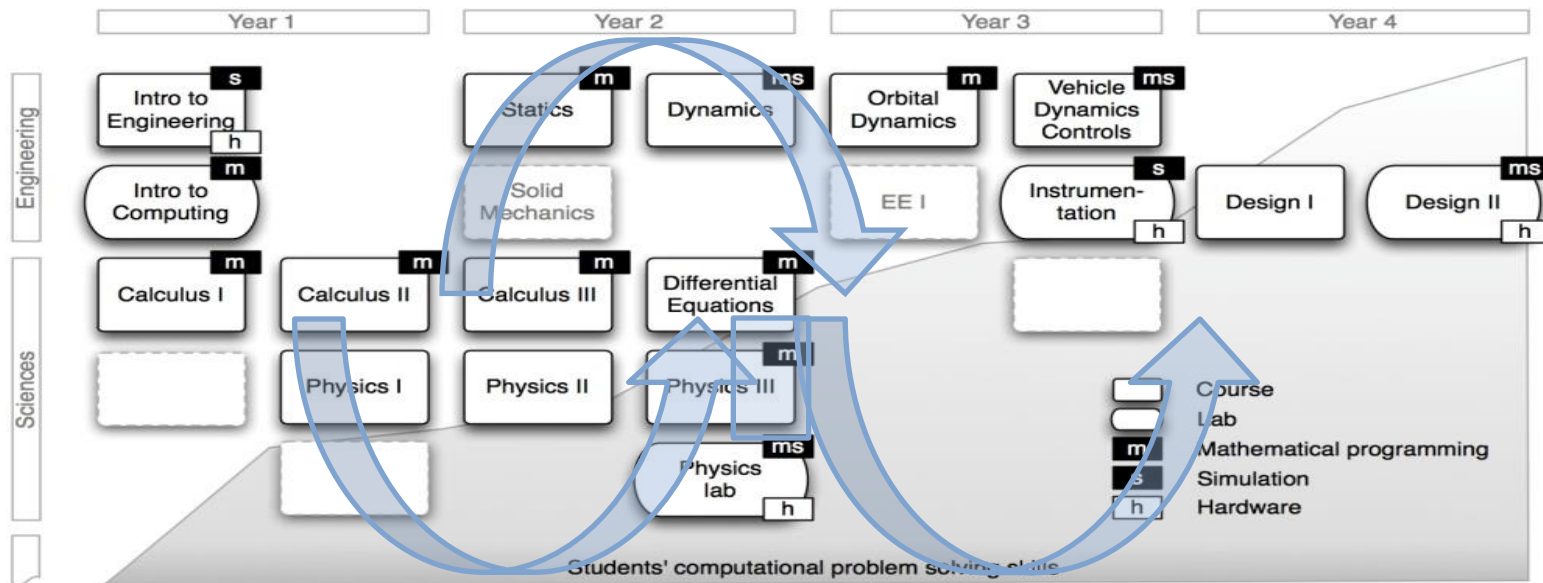 Year 1
Year 2
Year 3
Year 4
Engineering
s
Intro to
Engineering
h
m
Statics
ms
Dynamics
m
Orbital
Dynamics
ms
Vehicle
Dynamics
Controls
m
Intro to
Computing
Solid
Mechanics
EE I
s
Instrumen-
tation
h
Design I
ms
Design II
h
Sciences
m
Calculus I
m
Calculus II
m
Calculus III
m
Differential
Equations
Physics I
Physics II
m
Physics III
ms
Physics
lab
h
Course
Lab
m Mathematical programming
s Simulation
h Hardware
Students' computational problem solving skills